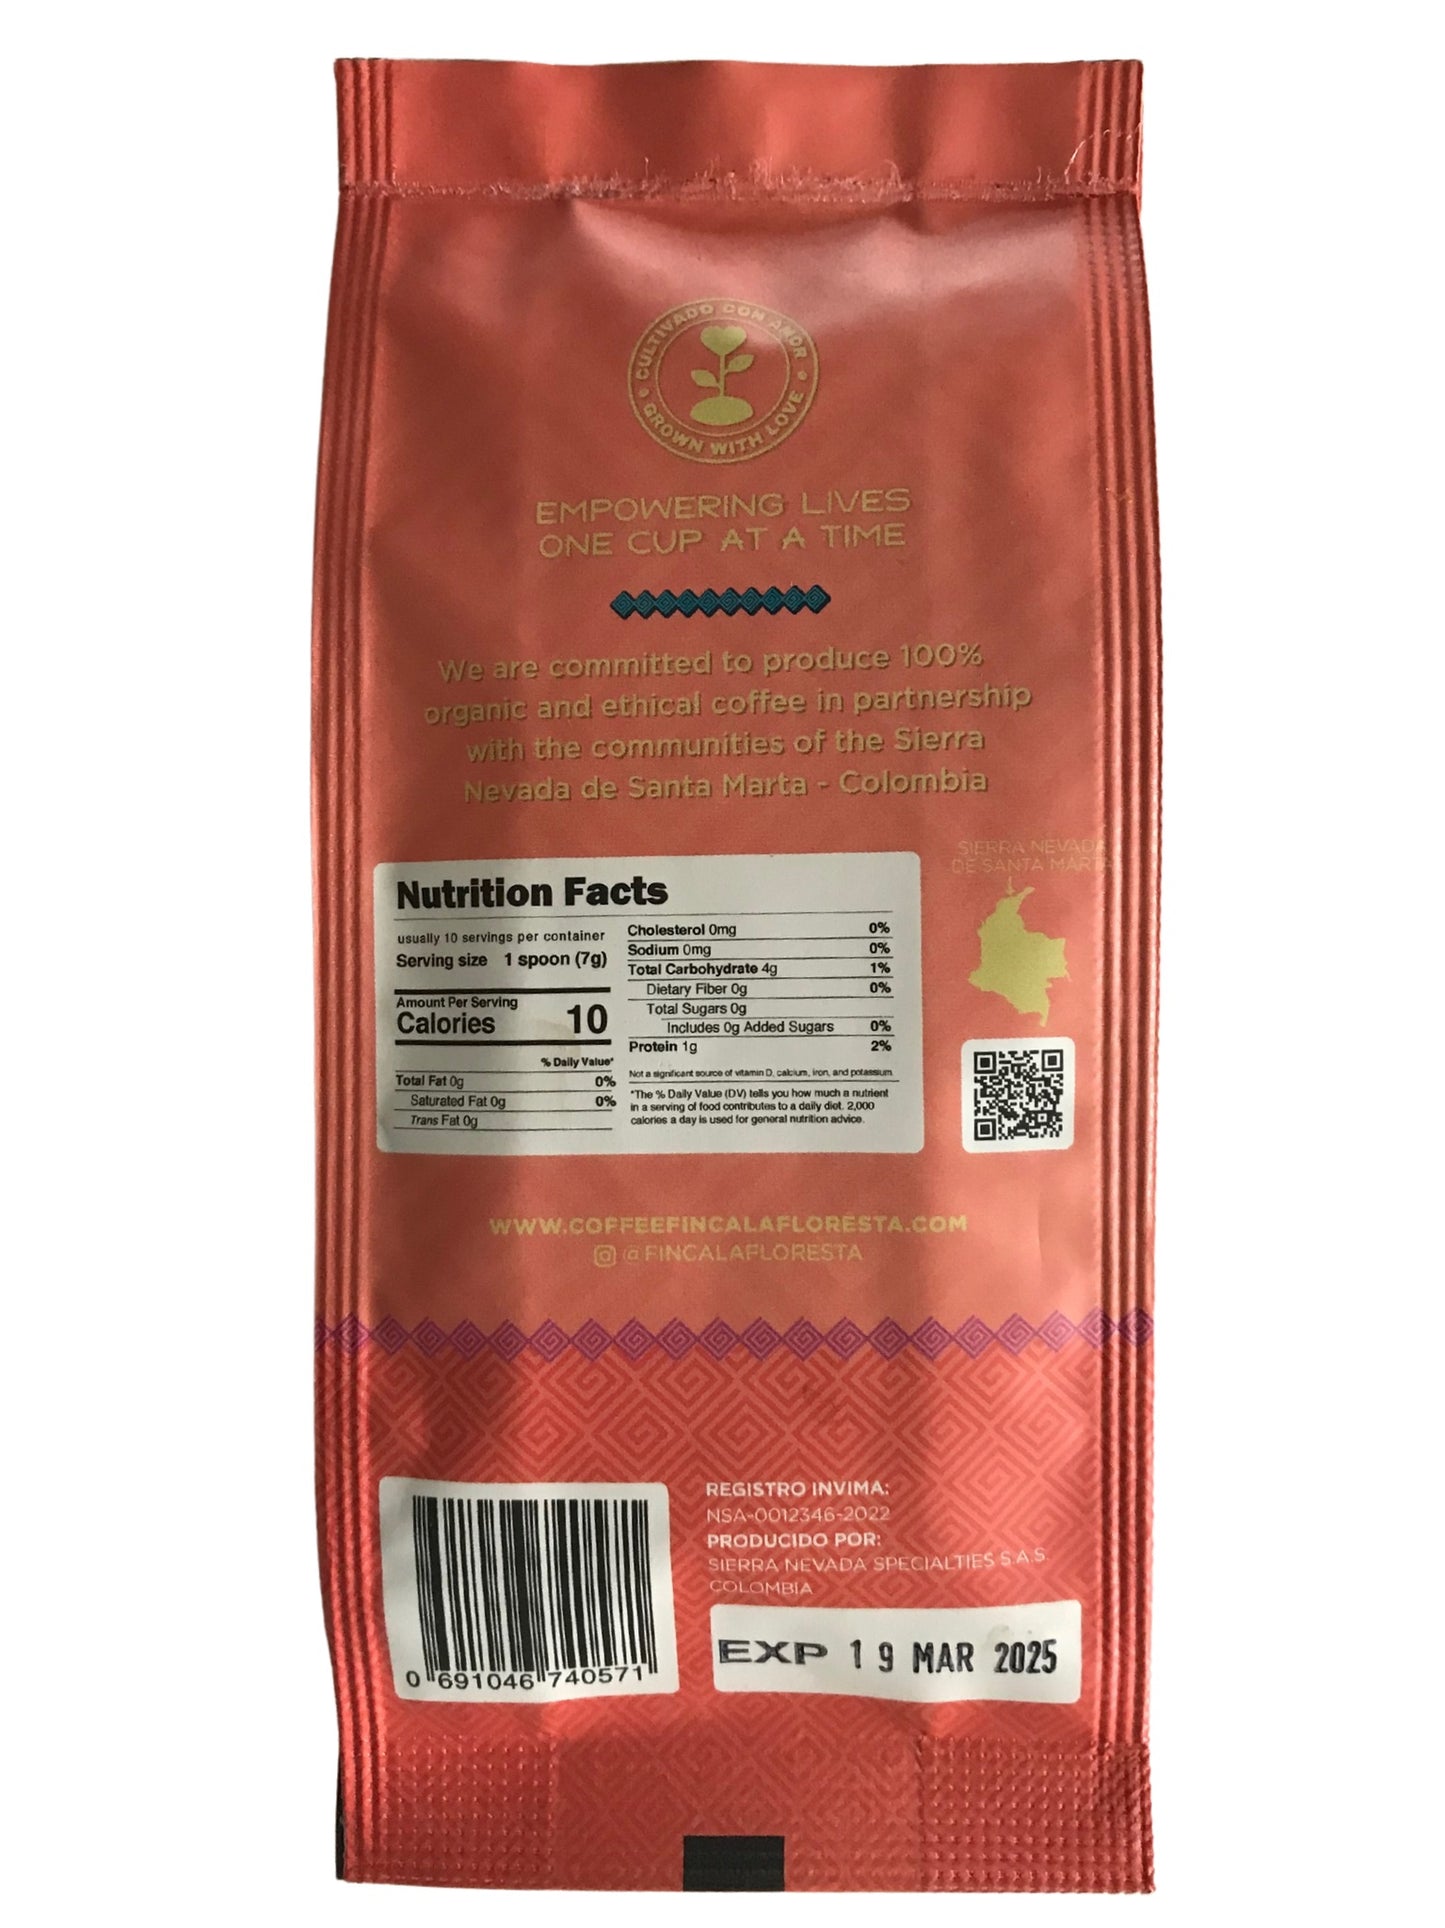 CULTIVADO CON AMOR
GROWN WITH LOVE
EMPOWERING LIVES
ONE CUP AT A TIME
We are committed to produce 100%
organic and ethical coffee in partnership
with the communities of the Sierra
Nevada de Santa Marta - Colombia
SIERRA NEVADA
DE SANTA MARTA
Nutrition Facts
usually 10 servings per container
Serving size 1 spoon (7g)
Amount Per Serving
Calories 10
% Daily Value*
Total Fat 0g 0%
Saturated Fat 0g 0%
Trans Fat 0g
Cholesterol 0mg 0%
Sodium 0mg 0%
Total Carbohydrate 4g 1%
Dietary Fiber 0g 0%
Total Sugars 0g
Includes 0g Added Sugars 0%
Protein 1g 2%
Not a significant source of vitamin D, calcium, iron, and potassium
*The % Daily Value (DV) tells you how much a nutrient
in a serving of food contributes to a daily diet. 2,000
calories a day is used for general nutrition advice.
WWW.COFFEEFINCALAFLORESTA.COM
@FINCALAFLORESTA
REGISTRO INVIMA:
NSA-0012346-2022
PRODUCIDO POR:
SIERRA NEVADA SPECIALTIES S.A.S.
COLOMBIA
EXP 19 MAR 2025
0 691046 740571